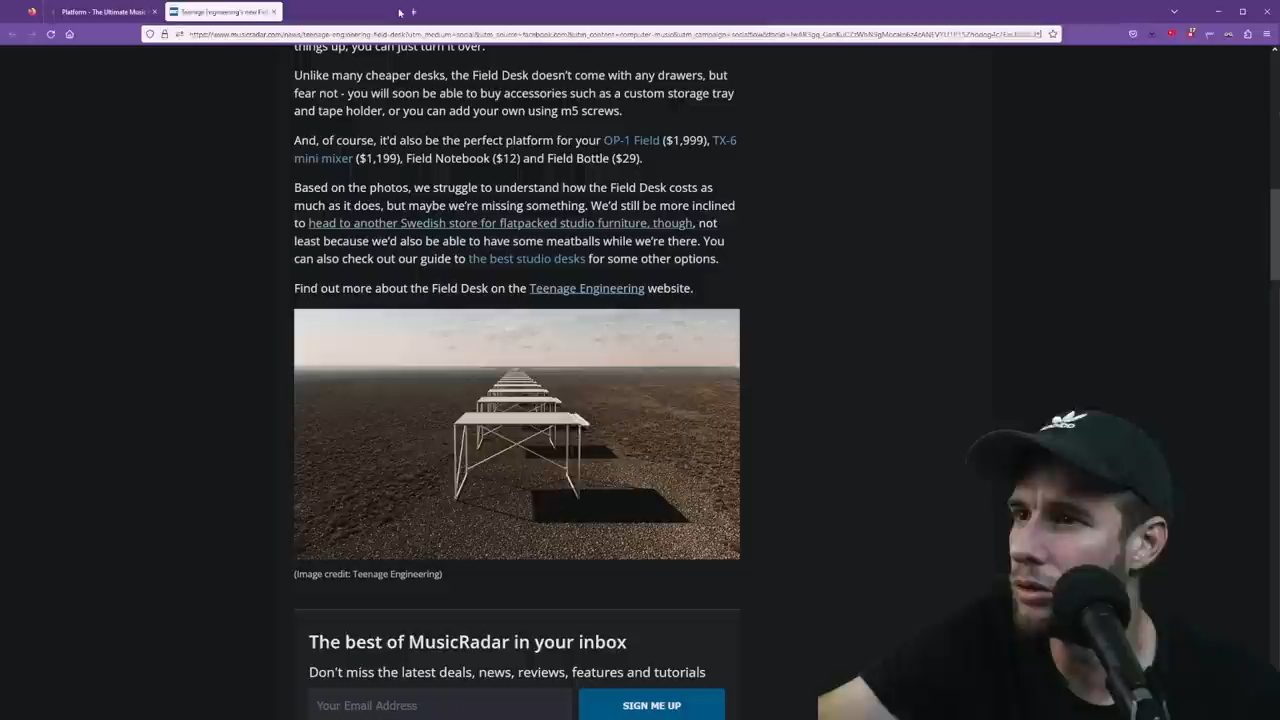 Platform - The Ultimate Music
Teenage Engineering's new Fiel
things up, you can just turn it over.
Unlike many cheaper desks, the Field Desk doesn't come with any drawers, but
fear not - you will soon be able to buy accessories such as a custom storage tray
and tape holder, or you can add your own using m5 screws.
And, of course, it'd also be the perfect platform for your OP-1 Field ($1,999), TX-6
mini mixer ($1,199), Field Notebook ($12) and Field Bottle ($29).
Based on the photos, we struggle to understand how the Field Desk costs as
much as it does, but maybe we're missing something. We'd still be more inclined
to head to another Swedish store for flatpacked studio furniture, though, not
least because we'd also be able to have some meatballs while we're there. You
can also check out our guide to the best studio desks for some other options.
Find out more about the Field Desk on the Teenage Engineering website.
(Image credit: Teenage Engineering)
The best of MusicRadar in your inbox
Don't miss the latest deals, news, reviews, features and tutorials
Your Email Address
SIGN ME UP